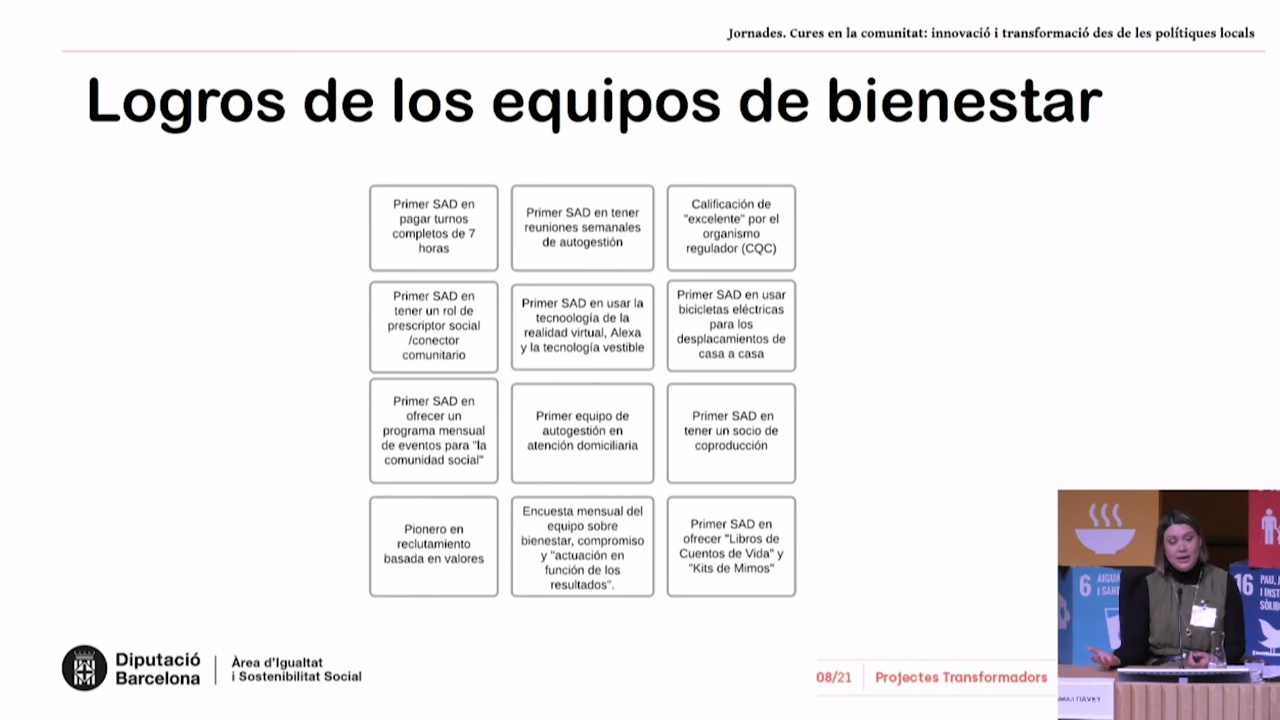 Jornades. Cures en la comunitat: innovació i transformació des de les polítiques locals
Logros de los equipos de bienestar
Primer SAD en
pagar turnos
completos de 7
horas
Primer SAD en tener
reuniones semanales
de autogestión
Calificación de
"excelente" por el
organismo
regulador (CQC)
Primer SAD en
tener un rol de
prescriptor social
/conector
comunitario
Primer SAD en usar la
tecnoología de la
realidad virtual, Alexa
y la tecnología vestible
Primer SAD en usar
bicicletas eléctricas
para los
desplacamientos de
casa a casa
Primer SAD en
ofrecer un
programa mensual
de eventos para "la
comunidad social"
Primer equipo de
autogestión en
atención domiciliaria
Primer SAD en
tener un socio de
coproducción
Pionero en
reclutamiento
basada en valores
Encuesta mensual del
equipo sobre
bienestar, compromiso
y "actuación en
función de los
resultados".
Primer SAD en
ofrecer "Libros de
Cuentos de Vida" y
"Kits de Mimos"
Diputació
Barcelona
Àrea d'Igualtat
i Sostenibilitat Social
08/21
Projectes Transformadors
6
16
PAU,